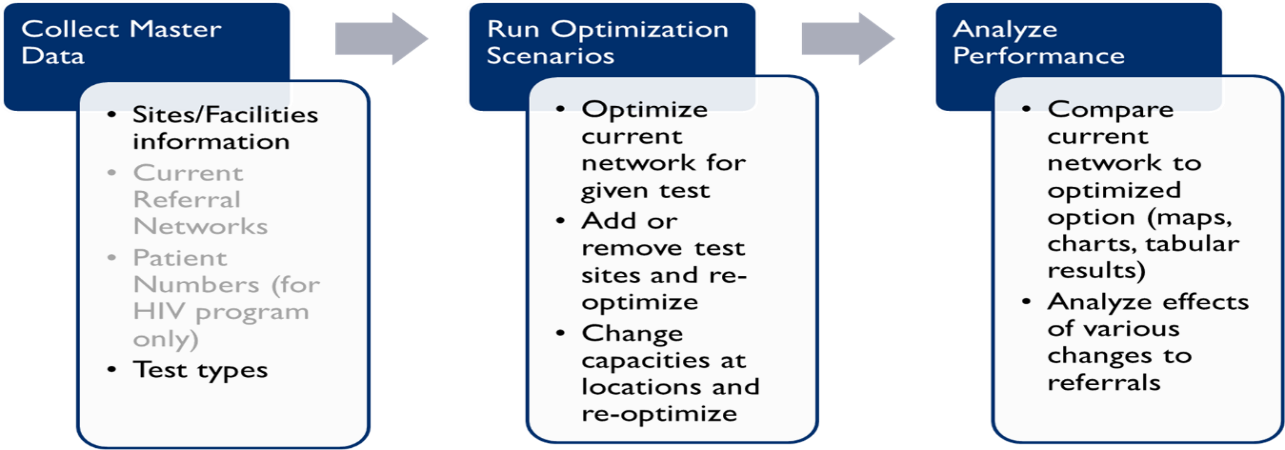 Collect Master
Data
• Sites/Facilities
information
• Current
Referral
Networks
• Patient
Numbers (for
HIV program
only)
• Test types
Run Optimization
Scenarios
• Optimize
current
network for
given test
• Add or
remove test
sites and re-
optimize
• Change
capacities at
locations and
re-optimize
Analyze
Performance
• Compare
current
network to
optimized
option (maps,
charts, tabular
results)
• Analyze effects
of various
changes to
referrals